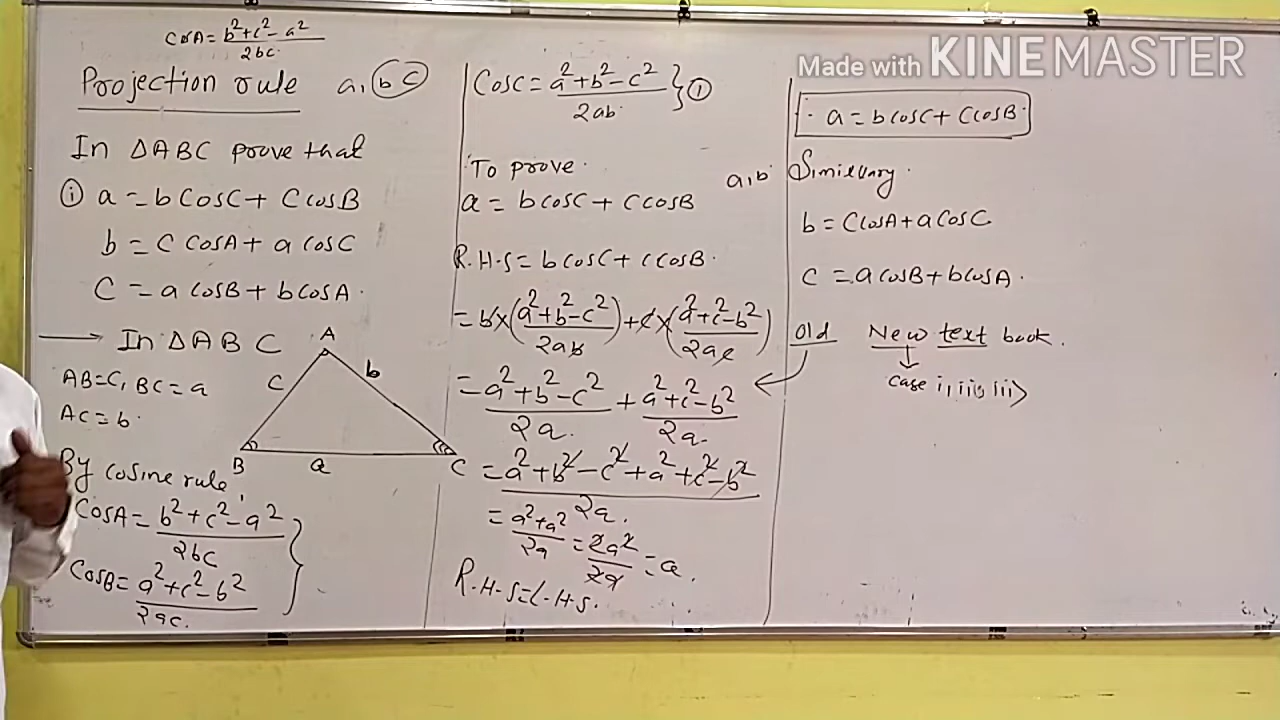 Made with KINEMASTER
CosA = b²+c²-a² / 2bc
Projection rule a, b c
In ΔABC prove that
① a = b CosC + C cosB
b = C CosA + a cosC
C = a cosB + b cosA.
→ In ΔABC
AB=C, BC=a
AC=b.
A
C
b
B
a
C
By cosine rule
CosA = b²+c²-a² / 2bc
CosB = a²+c²-b² / 2ac.
CosC = a²+b²-c² / 2ab. } ①
To prove.
a = b cosC + C cosB
R.H.S = b cosC + c cosB.
= b×(a²+b²-c² / 2ab) + c×(a²+c²-b² / 2ac)
= a²+b²-c² / 2a. + a²+c²-b² / 2a.
= a²+b²-c²+a²+c²-b² / 2a.
= a²+a² / 2a = 2a² / 2a = a.
R.H.S = L.H.S.
∴ a = b cosC + C cosB.
a, b
b = C cosA + a CosC
c = a cosB + b cosA.
Old New text book.
Case i, ii, iii>